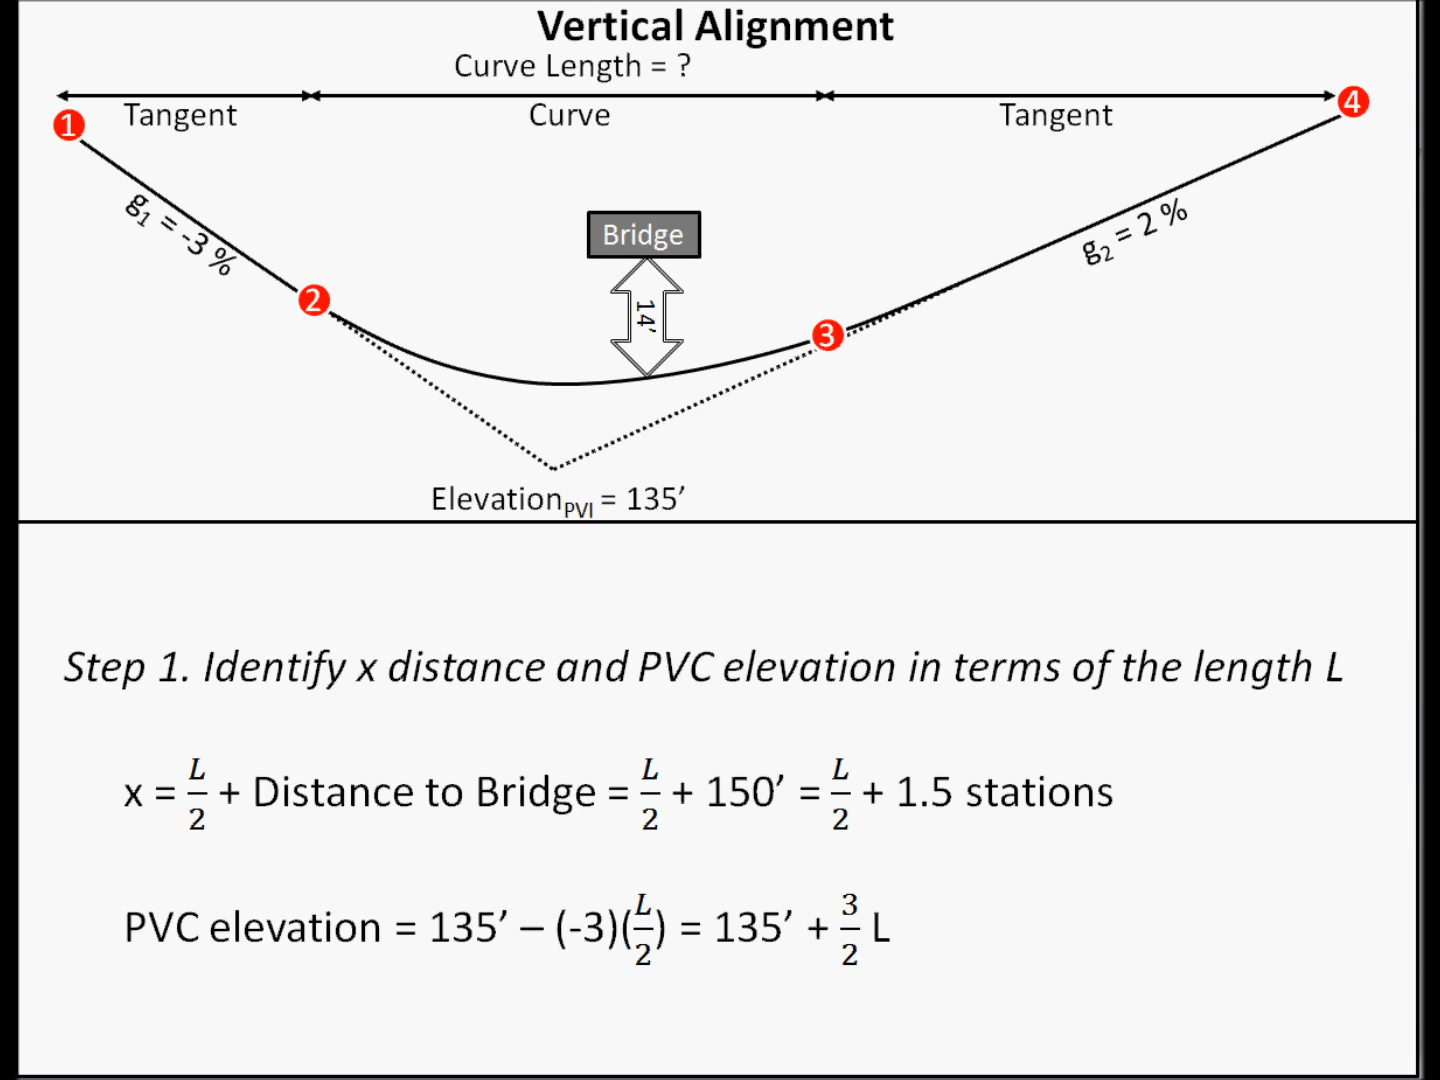 Vertical Alignment
Curve Length = ?
Tangent
Curve
Tangent
1
4
g₁ = -3 %
g₂ = 2 %
Bridge
14’
2
3
Elevation_PVI = 135’
Step 1. Identify x distance and PVC elevation in terms of the length L
x = L/2 + Distance to Bridge = L/2 + 150’ = L/2 + 1.5 stations
PVC elevation = 135’ – (-3)(L/2) = 135’ + 3/2 L